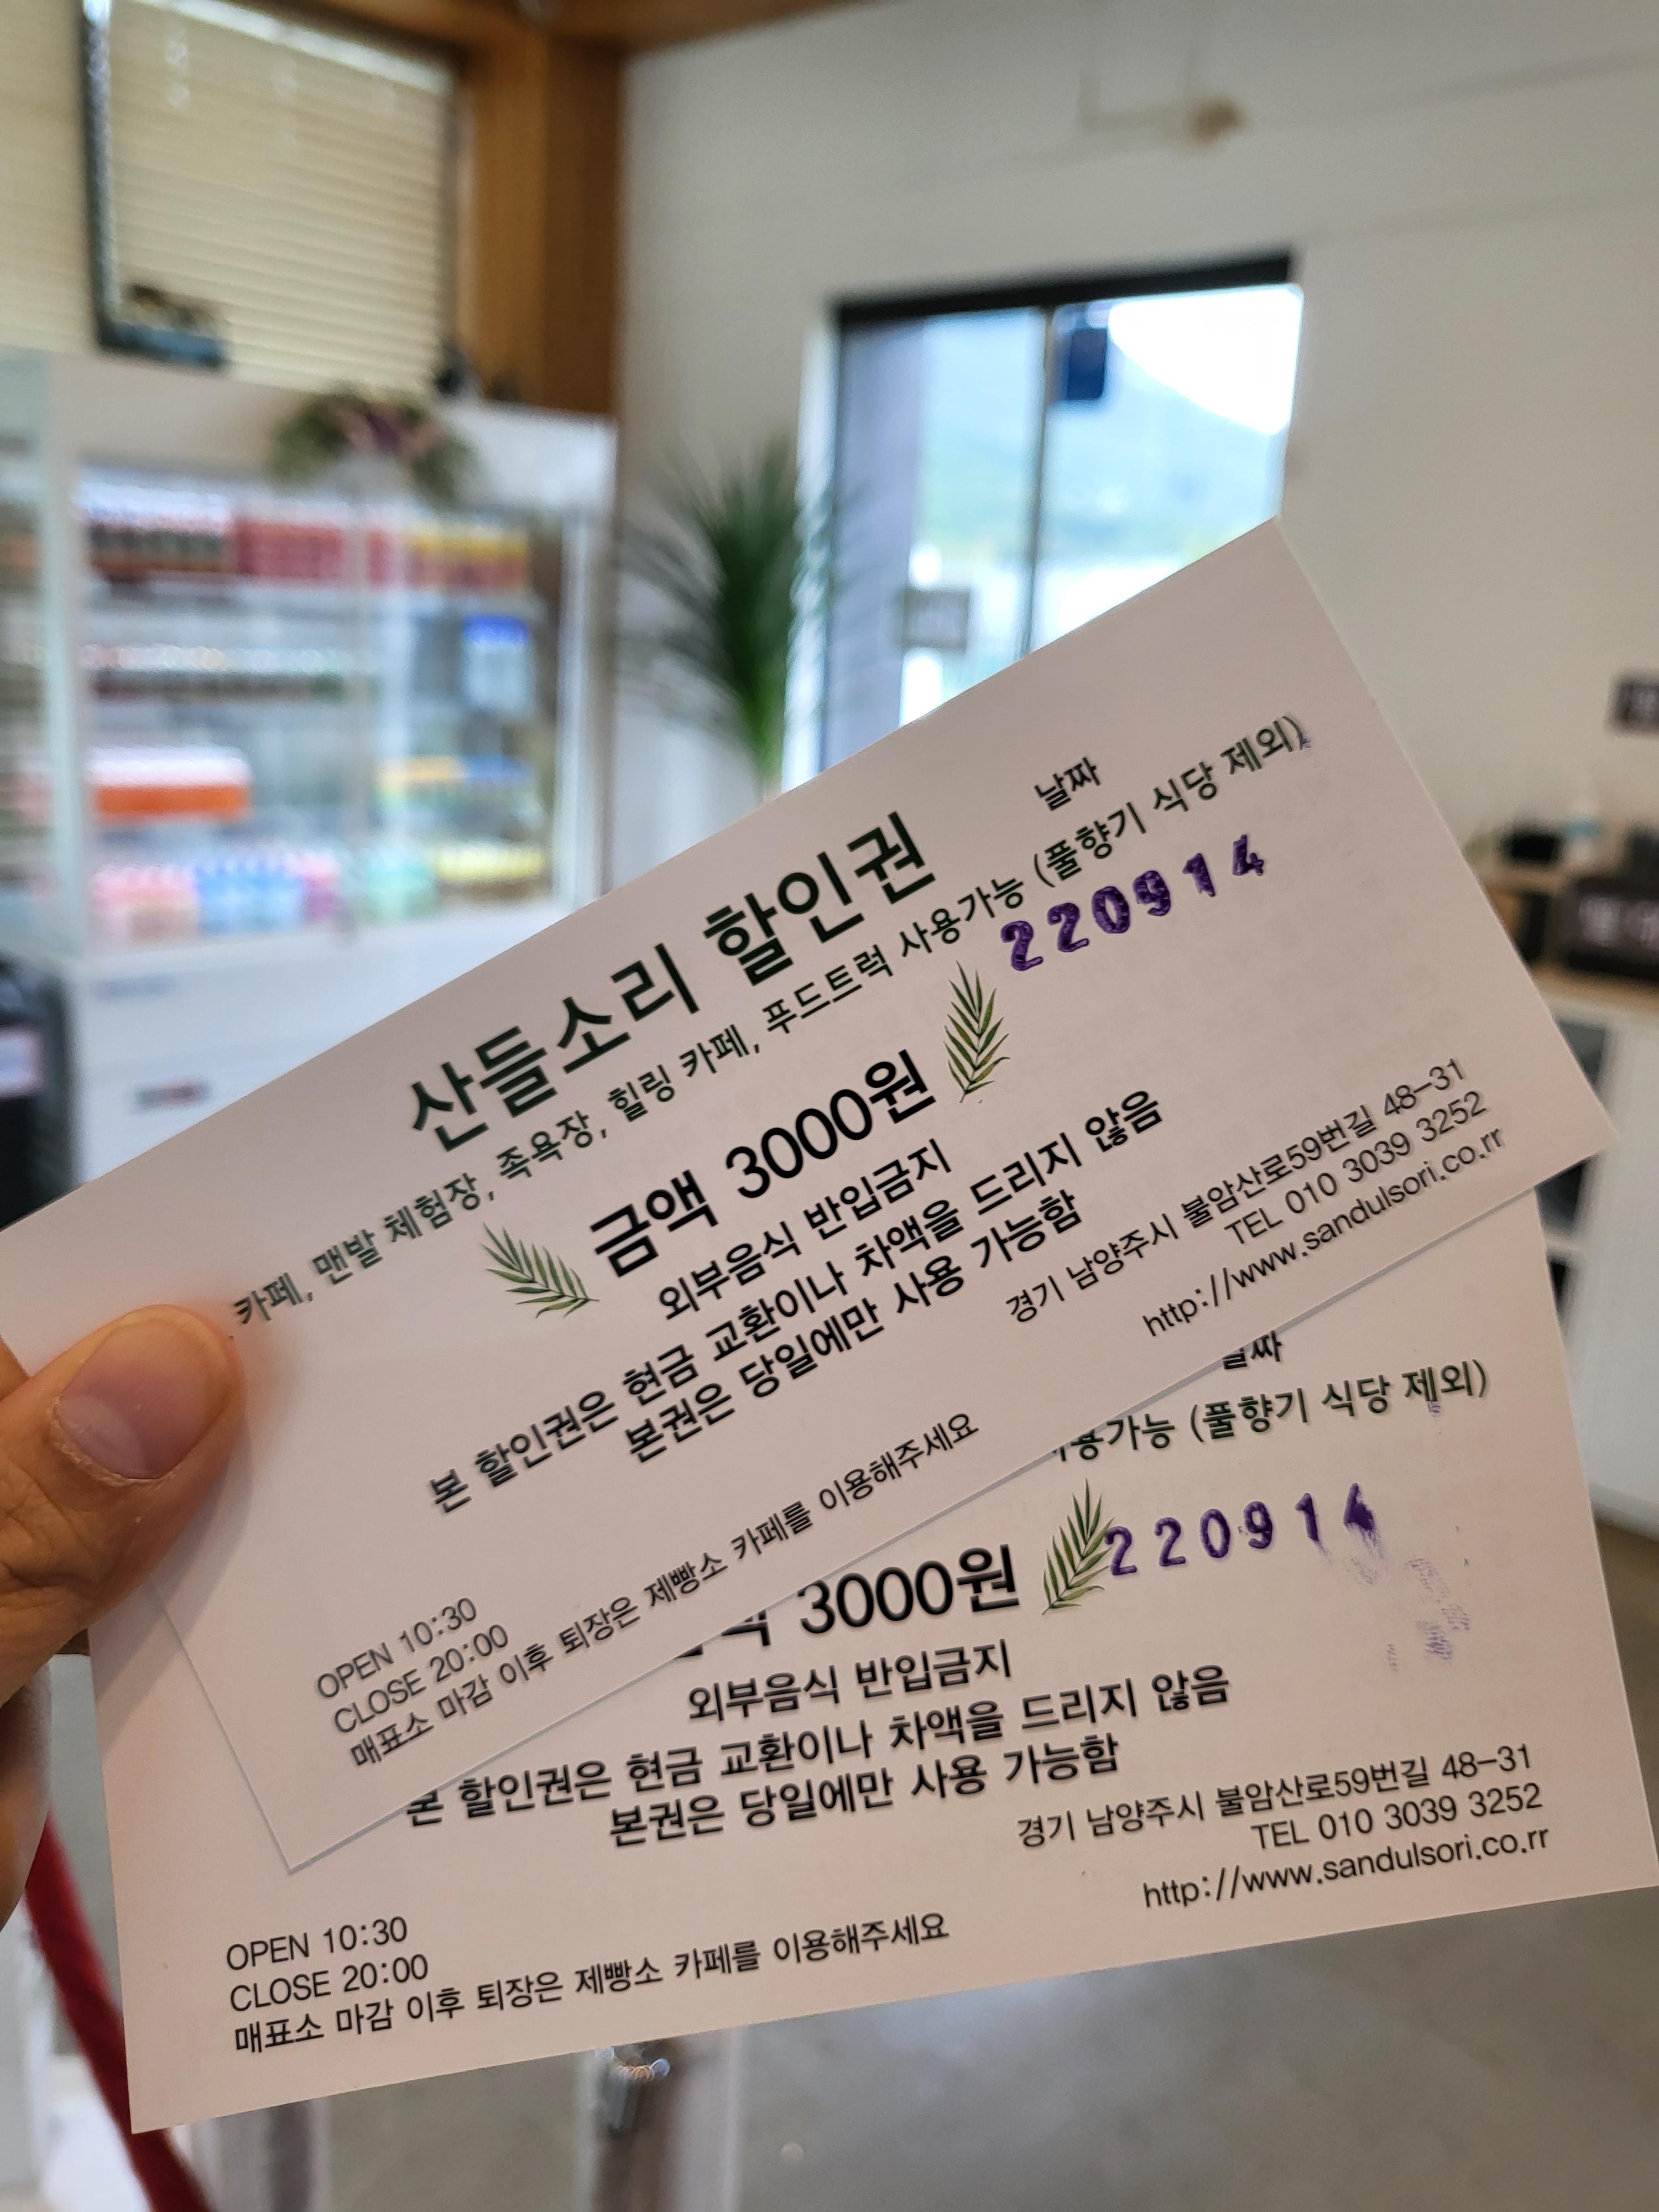 날짜
산들소리 할인권
카페, 맨발 체험장, 족욕장, 힐링 카페, 푸드트럭 사용가능 (풀향기 식당 제외)
220914
금액 3000원
외부음식 반입금지
본 할인권은 현금 교환이나 차액을 드리지 않음
본권은 당일에만 사용 가능함
경기 남양주시 불암산로59번길 48-31
TEL 010 3039 3252
http://www.sandulsori.co.rr
OPEN 10:30
CLOSE 20:00
매표소 마감 이후 퇴장은 제빵소 카페를 이용해주세요
날짜
사용가능 (풀향기 식당 제외)
220914
3000원
외부음식 반입금지
본 할인권은 현금 교환이나 차액을 드리지 않음
본권은 당일에만 사용 가능함
경기 남양주시 불암산로59번길 48-31
TEL 010 3039 3252
http://www.sandulsori.co.rr
OPEN 10:30
CLOSE 20:00
매표소 마감 이후 퇴장은 제빵소 카페를 이용해주세요